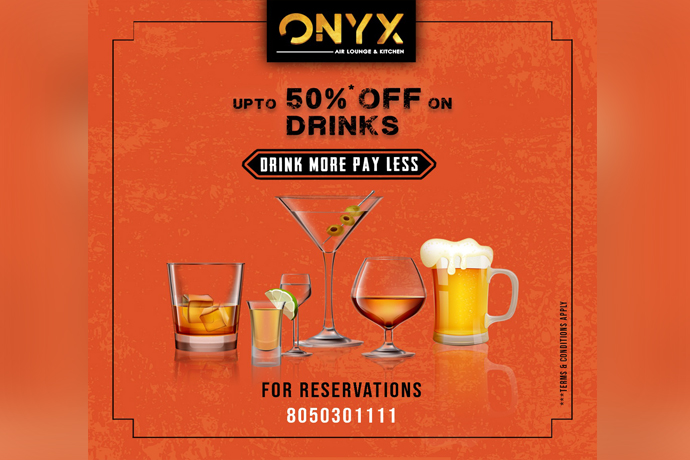 ONYX
AIR LOUNGE & KITCHEN
UPTO 50%* OFF ON
DRINKS
DRINK MORE PAY LESS
FOR RESERVATIONS
8050301111
***TERMS & CONDITIONS APPLY